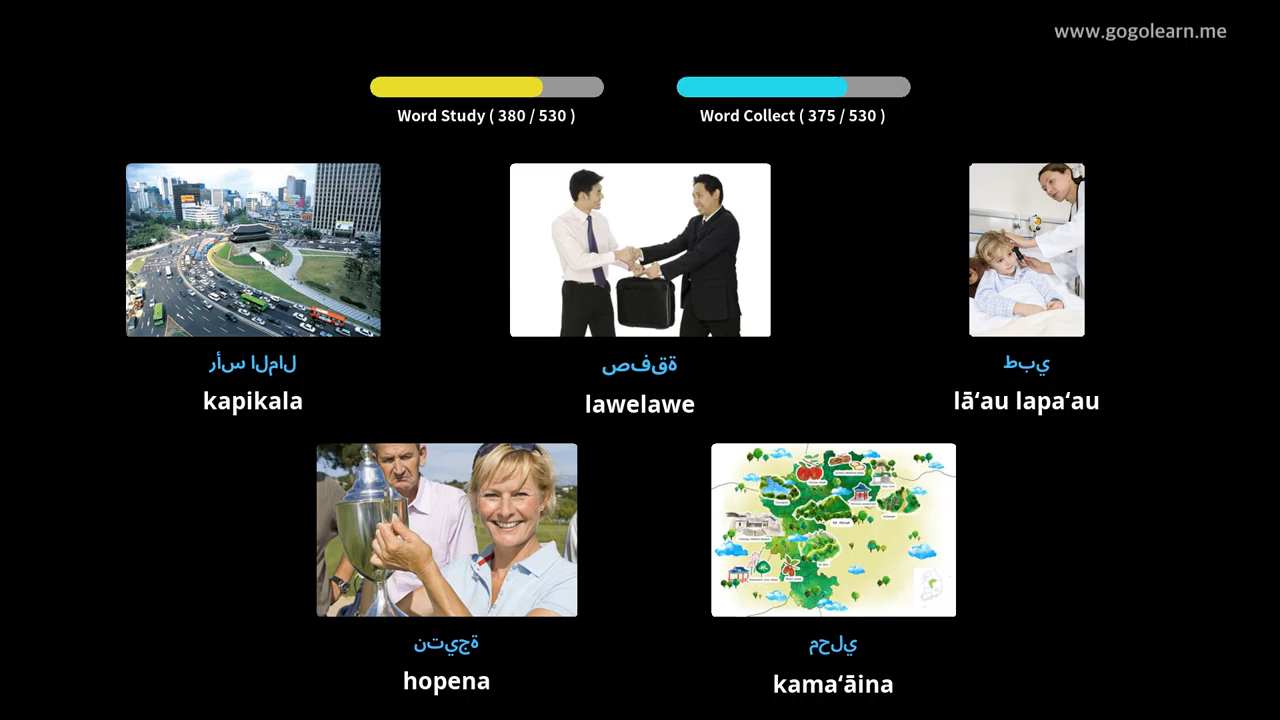 www.gogolearn.me
Word Study ( 380 / 530 )
Word Collect ( 375 / 530 )
رأس المال
صفقة
طبي
kapikala
lawelawe
lāʻau lapaʻau
نتيجة
محلي
hopena
kamaʻāina